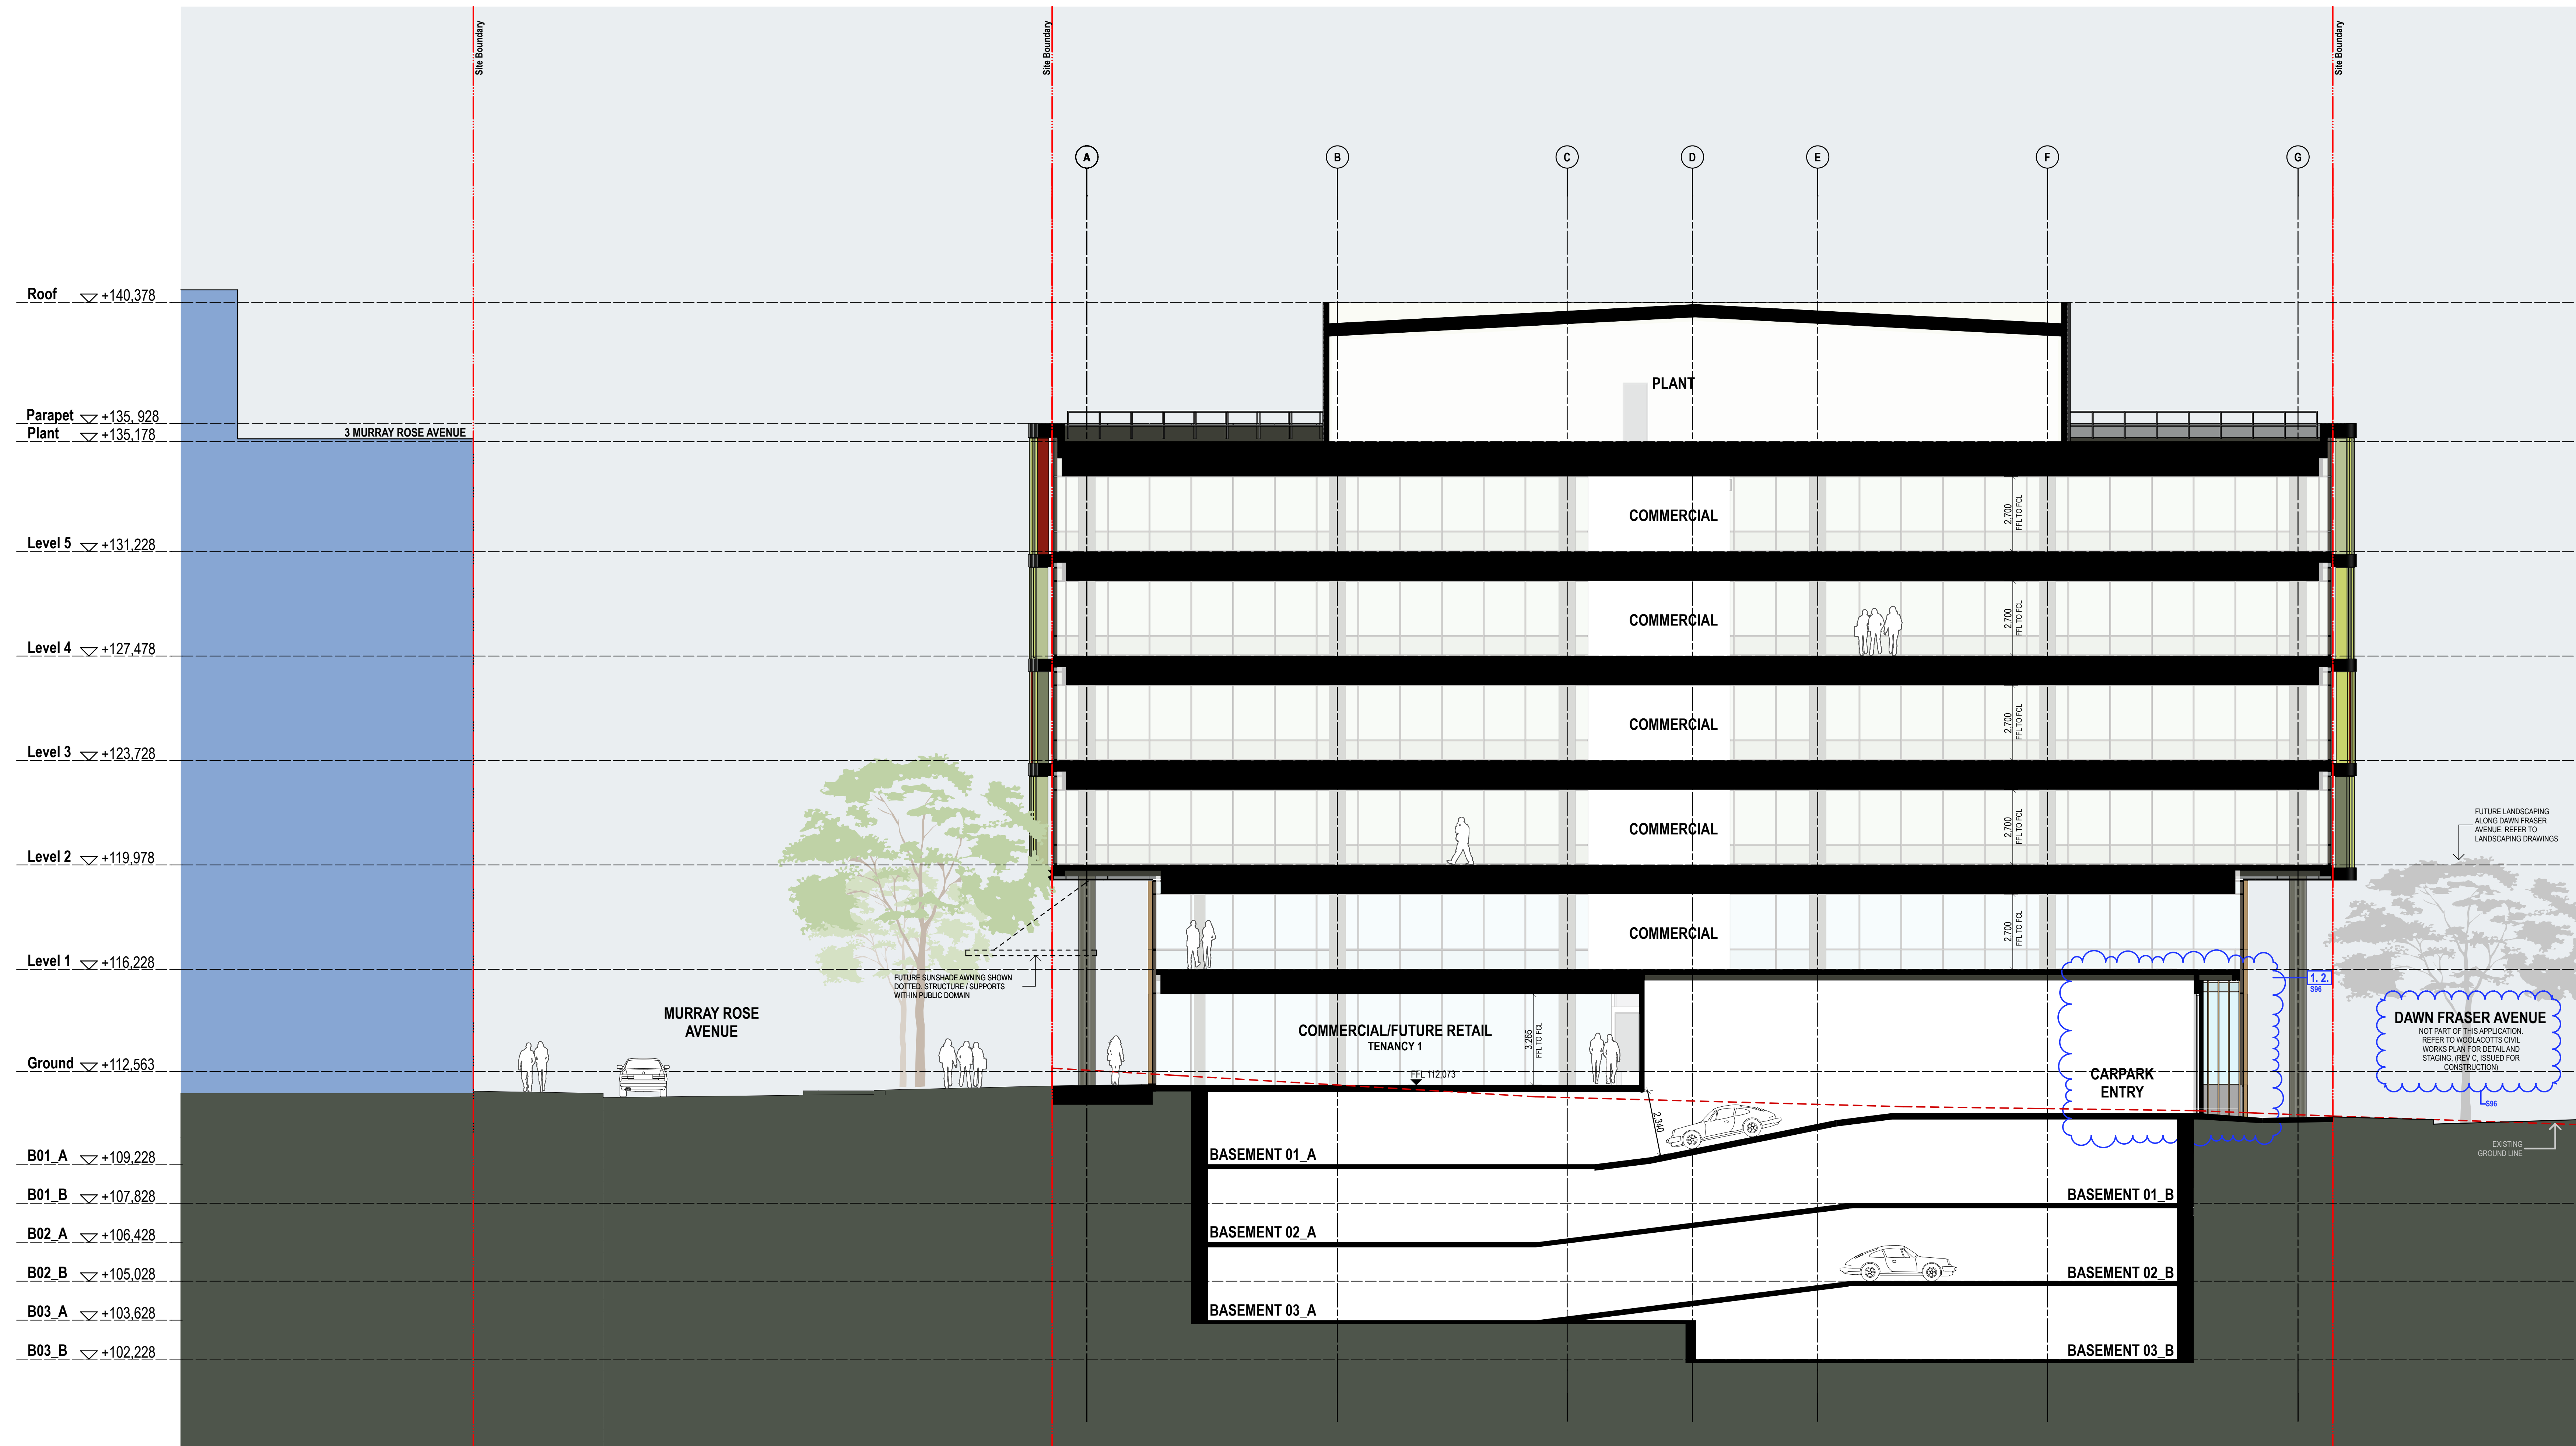 Site Boundary
Site Boundary
Site Boundary
A
B
C
D
E
F
G
Roof +140,378
Parapet +135, 928
Plant +135,178
3 MURRAY ROSE AVENUE
PLANT
COMMERCIAL
2,700
FFL TO FCL
Level 5 +131,228
COMMERCIAL
2,700
FFL TO FCL
Level 4 +127,478
COMMERCIAL
2,700
FFL TO FCL
Level 3 +123,728
COMMERCIAL
2,700
FFL TO FCL
FUTURE LANDSCAPING
ALONG DAWN FRASER
AVENUE, REFER TO
LANDSCAPING DRAWINGS
Level 2 +119,978
COMMERCIAL
2,700
FFL TO FCL
Level 1 +116,228
FUTURE SUNSHADE AWNING SHOWN
DOTTED. STRUCTURE / SUPPORTS
WITHIN PUBLIC DOMAIN
1. 2.
S96
MURRAY ROSE
AVENUE
COMMERCIAL/FUTURE RETAIL
TENANCY 1
3,265
FFL TO FCL
DAWN FRASER AVENUE
NOT PART OF THIS APPLICATION.
REFER TO WOOLACOTTS CIVIL
WORKS PLAN FOR DETAIL AND
STAGING, (REV C, ISSUED FOR
CONSTRUCTION)
S96
Ground +112,563
FFL 112,073
CARPARK
ENTRY
2,340
EXISTING
GROUND LINE
B01_A +109,228
BASEMENT 01_A
B01_B +107,828
BASEMENT 01_B
B02_A +106,428
BASEMENT 02_A
B02_B +105,028
BASEMENT 02_B
B03_A +103,628
BASEMENT 03_A
B03_B +102,228
BASEMENT 03_B